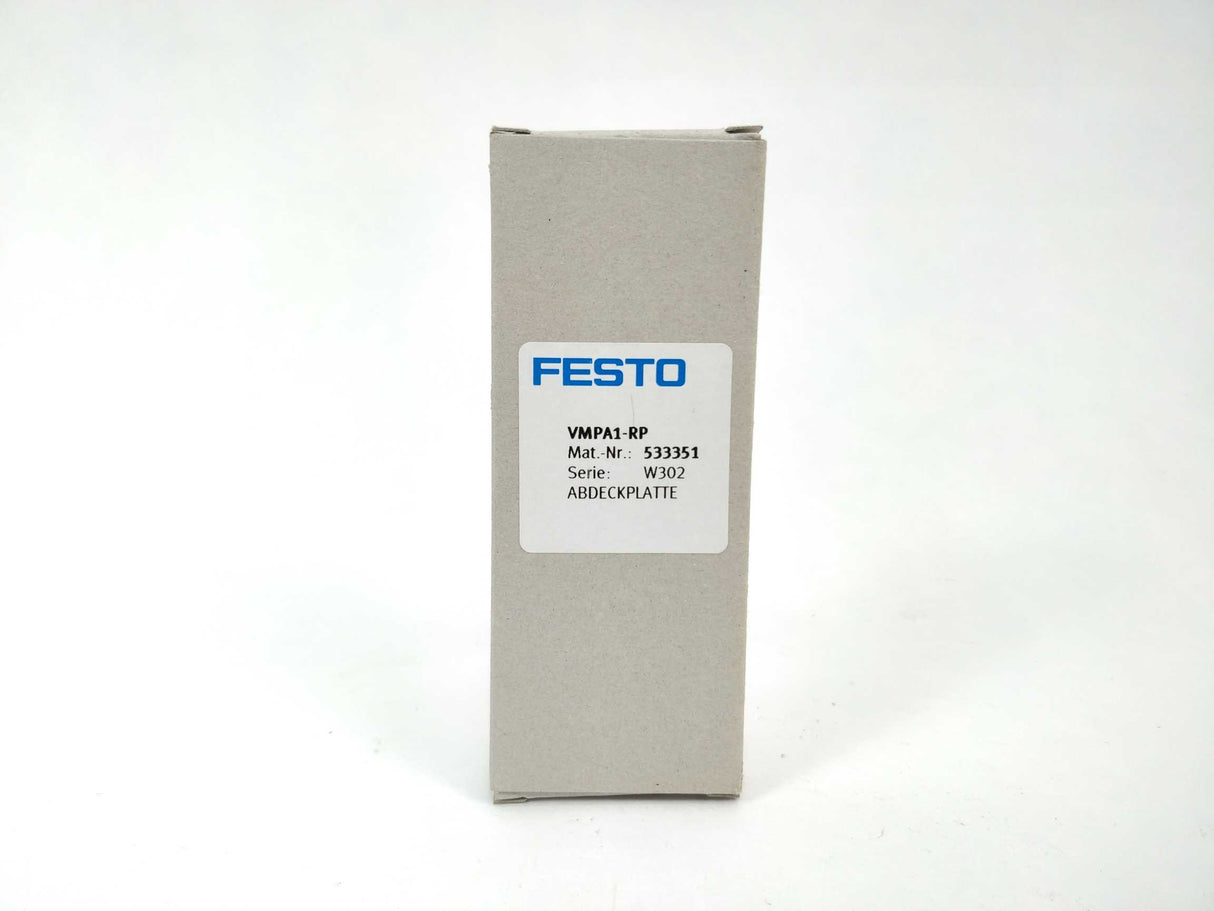 FESTO
VMPA1-RP
Mat.-Nr.: 533351
Serie: W302
ABDECKPLATTE